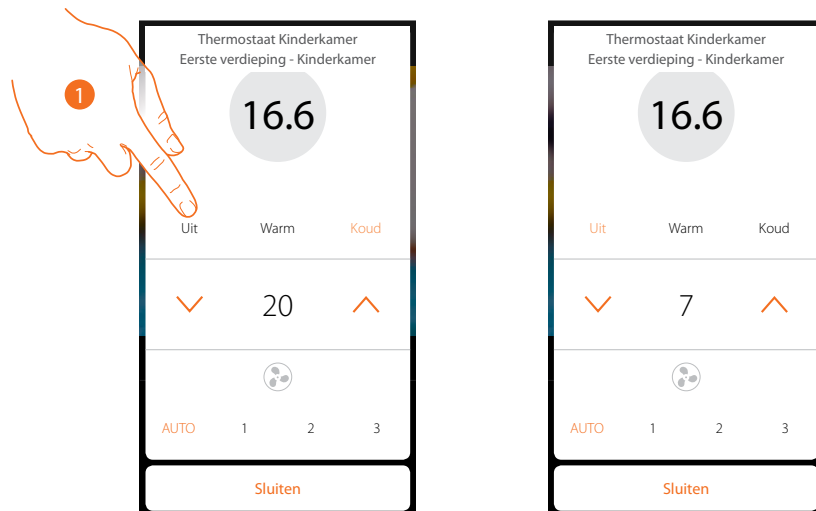 1
Thermostaat Kinderkamer
Eerste verdieping - Kinderkamer
16.6
Uit Warm Koud
20
AUTO 1 2 3
Sluiten
Thermostaat Kinderkamer
Eerste verdieping - Kinderkamer
16.6
Uit Warm Koud
7
AUTO 1 2 3
Sluiten